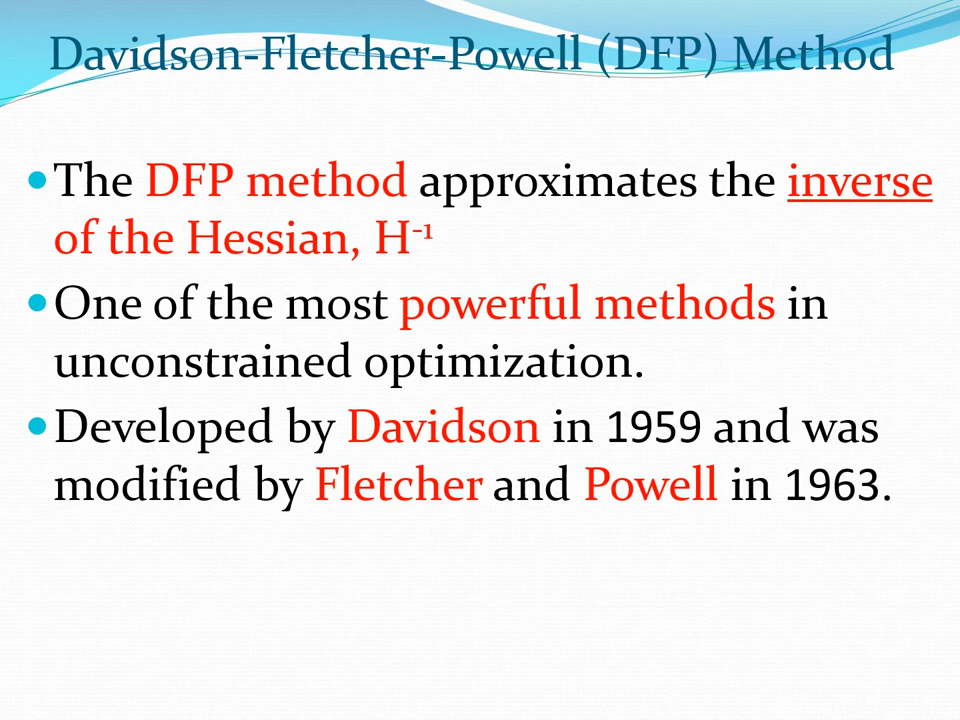 Davidson-Fletcher-Powell (DFP) Method
The DFP method approximates the inverse
of the Hessian, H⁻¹
One of the most powerful methods in
unconstrained optimization.
Developed by Davidson in 1959 and was
modified by Fletcher and Powell in 1963.